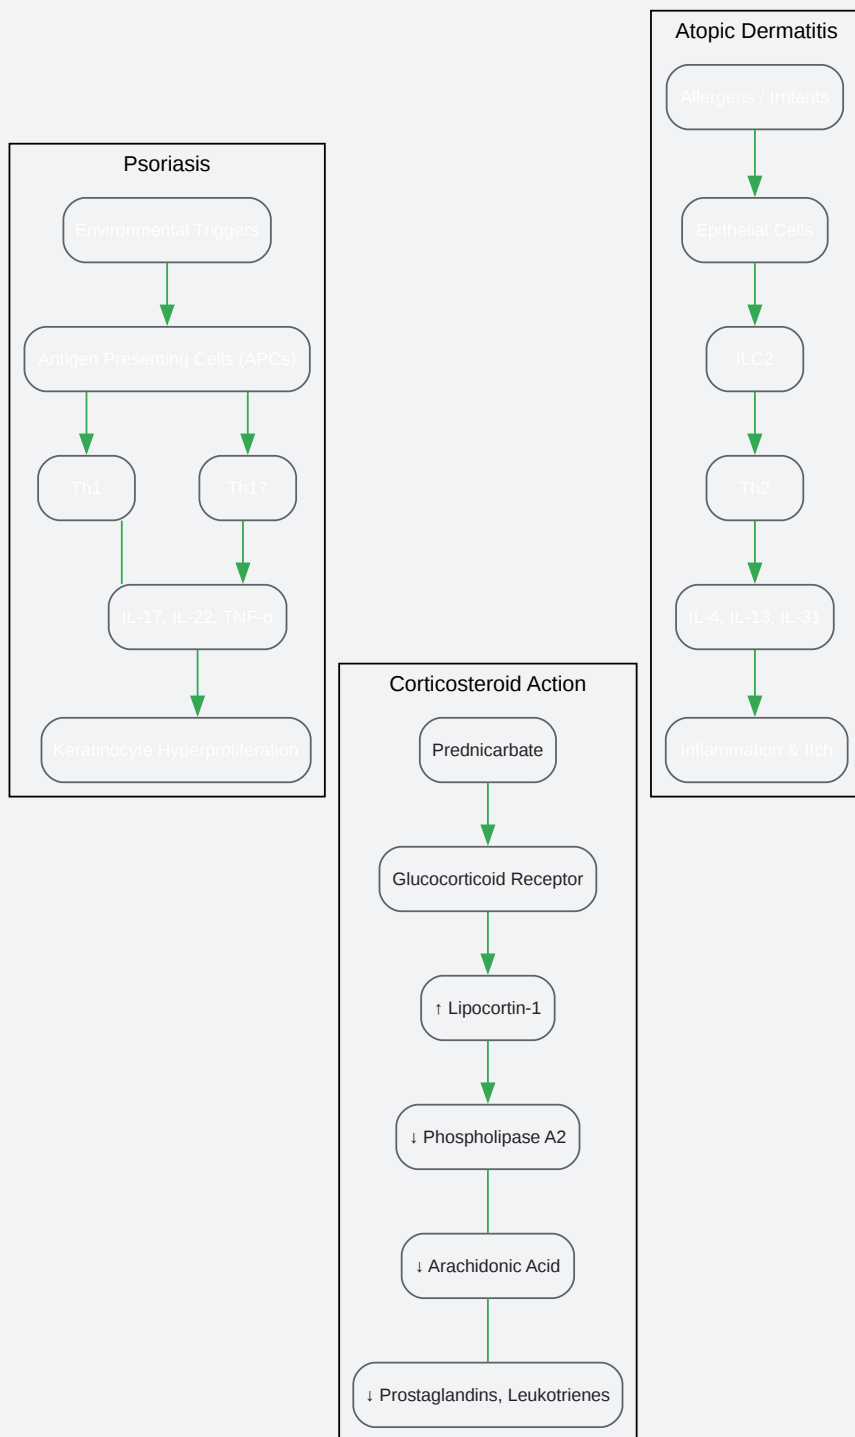 Psoriasis
Environmental Triggers
Antigen Presenting Cells (APCs)
Th1
Th17
IL-17, IL-22, TNF-α
Keratinocyte Hyperproliferation
Corticosteroid Action
Prednicarbate
Glucocorticoid Receptor
↑ Lipocortin-1
↓ Phospholipase A2
↓ Arachidonic Acid
↓ Prostaglandins, Leukotrienes
Atopic Dermatitis
Allergens / Irritants
Epithelial Cells
ILC2
Th2
IL-4, IL-13, IL-31
Inflammation & Itch